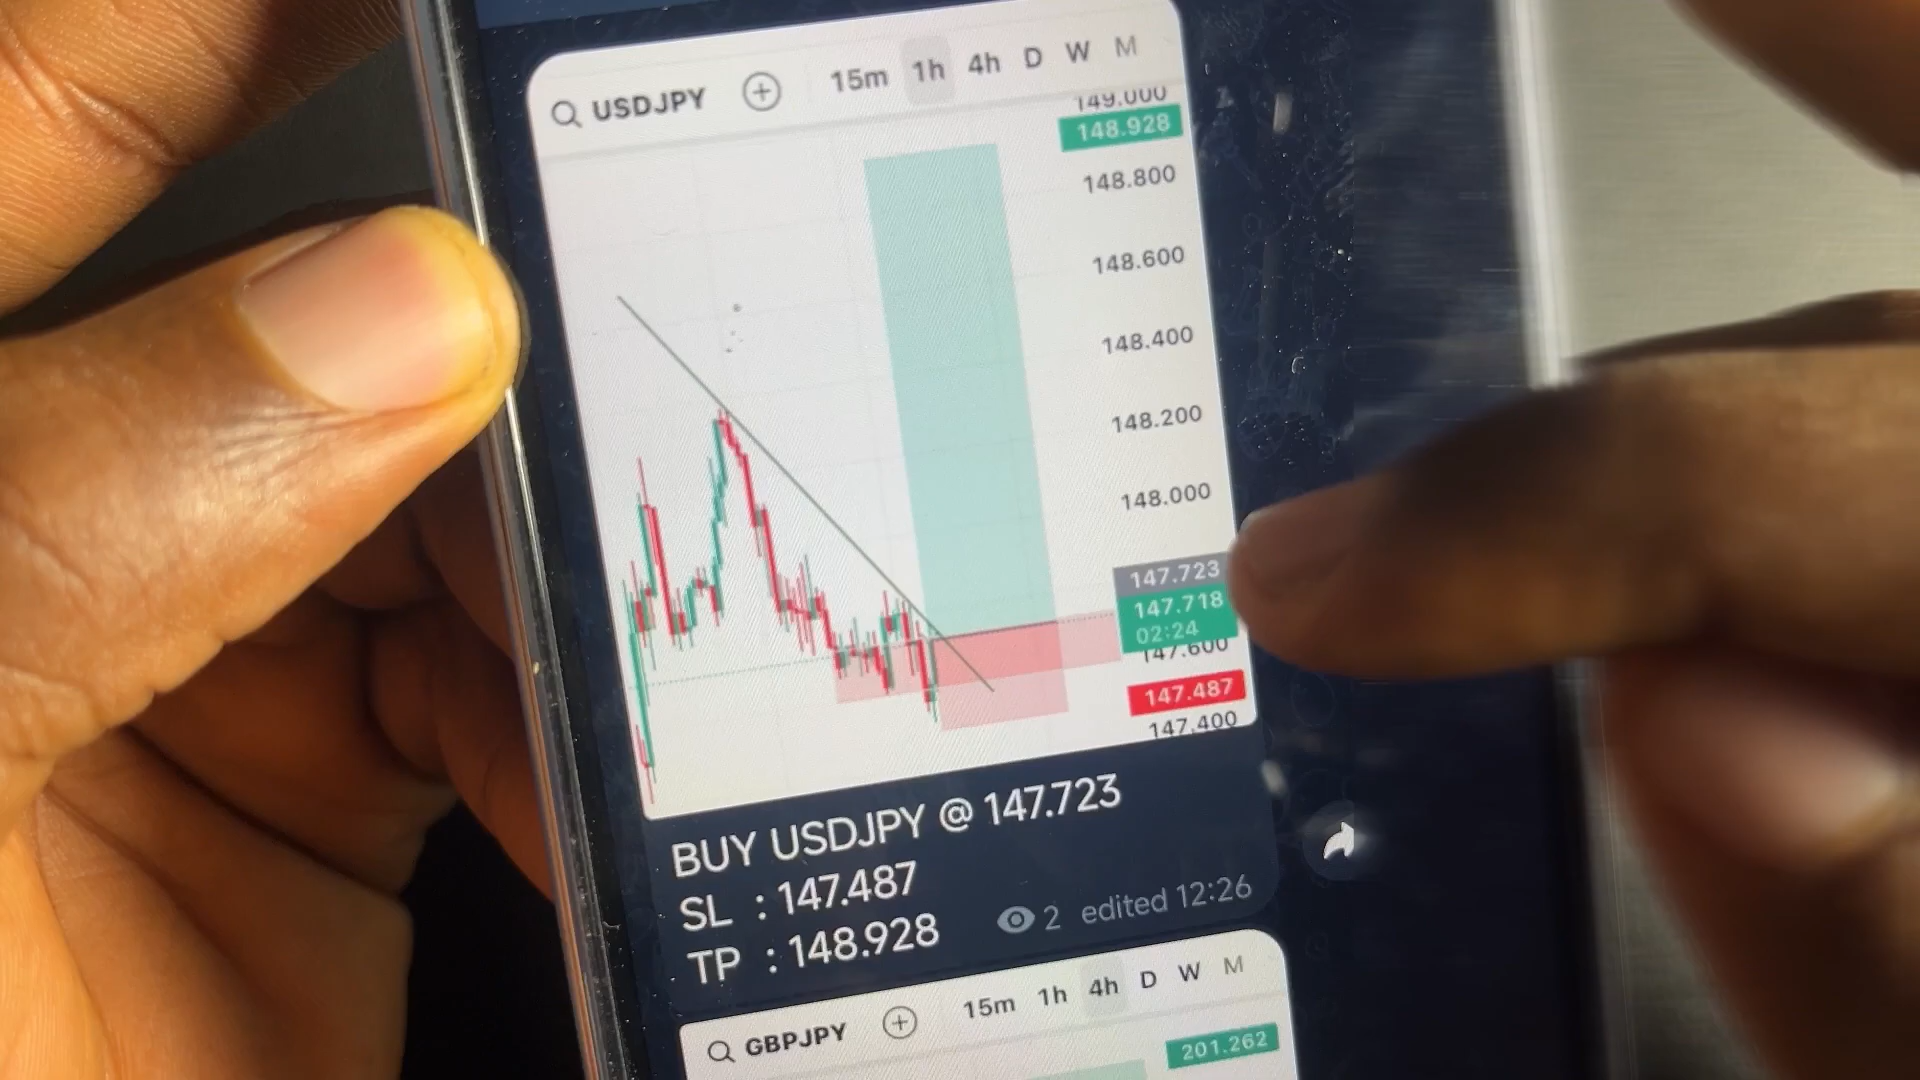 USDJPY 15m 1h 4h D W M
149.000
148.928
148.800
148.600
148.400
148.200
148.000
147.723
147.718
02:24
147.600
147.487
147.400
BUY USDJPY @ 147.723
SL : 147.487
TP : 148.928
2 edited 12:26
GBPJPY 15m 1h 4h D W M
201.262